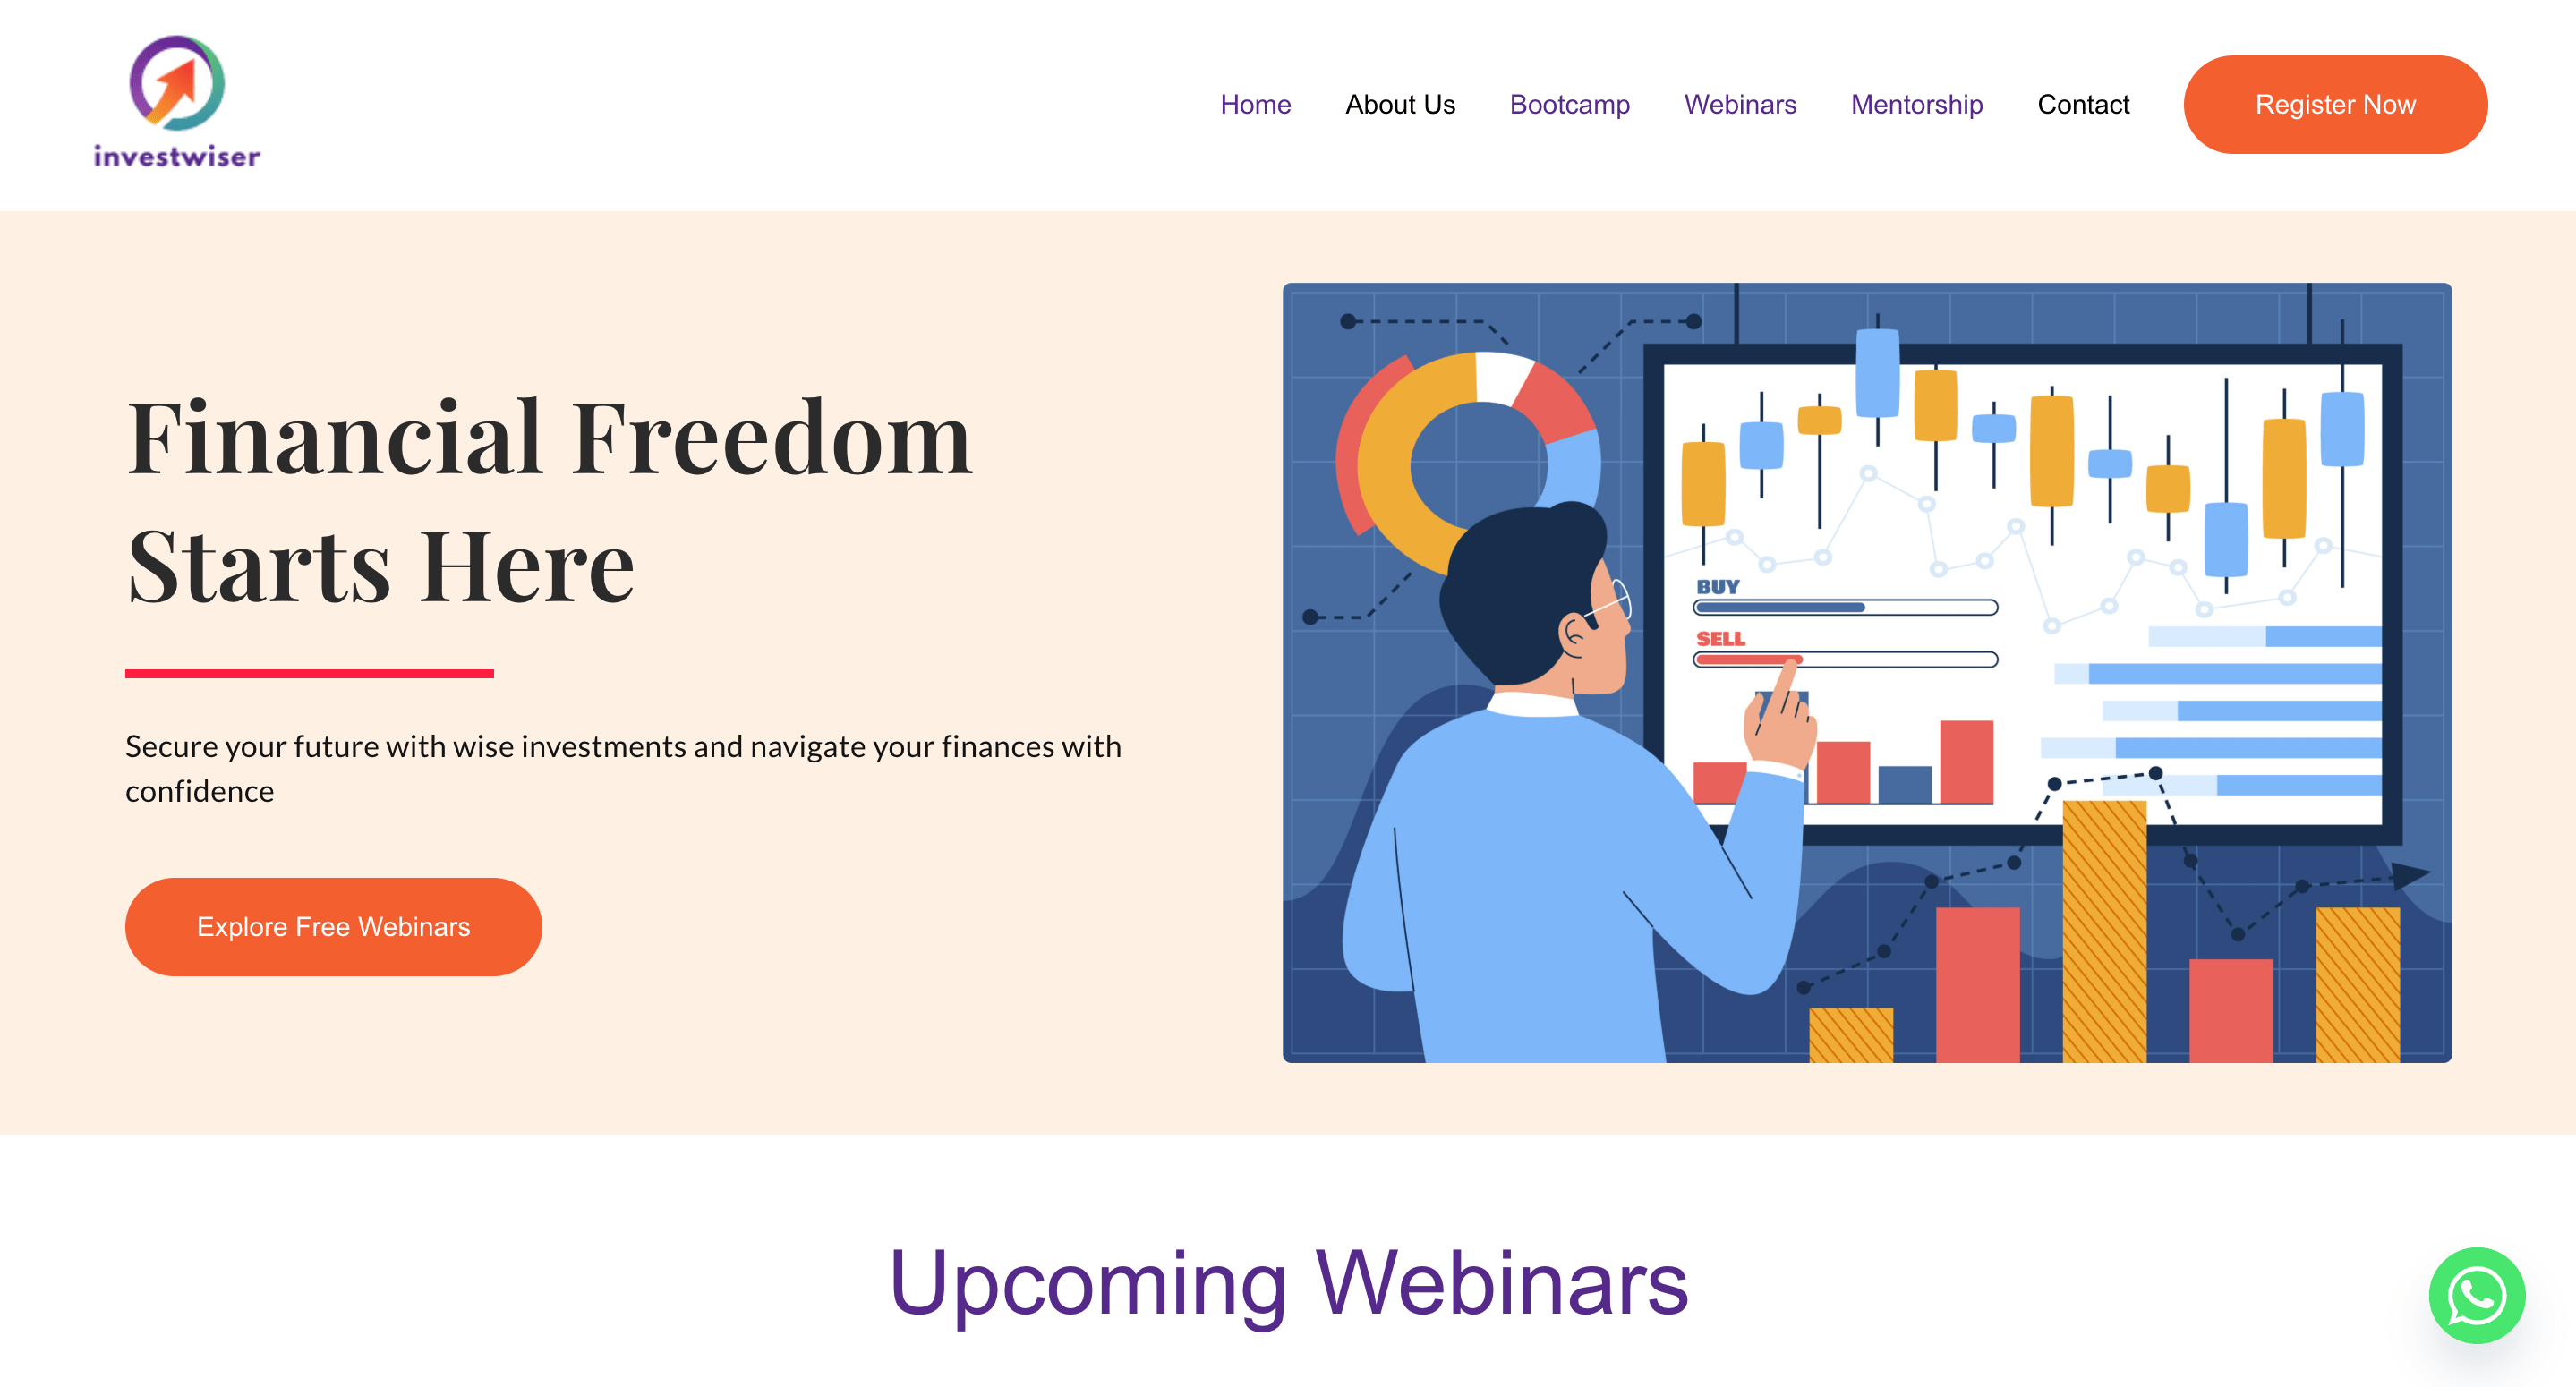 investwiser
Home About Us Bootcamp Webinars Mentorship Contact Register Now
Financial Freedom
Starts Here
Secure your future with wise investments and navigate your finances with
confidence
Explore Free Webinars
BUY
SELL
Upcoming Webinars